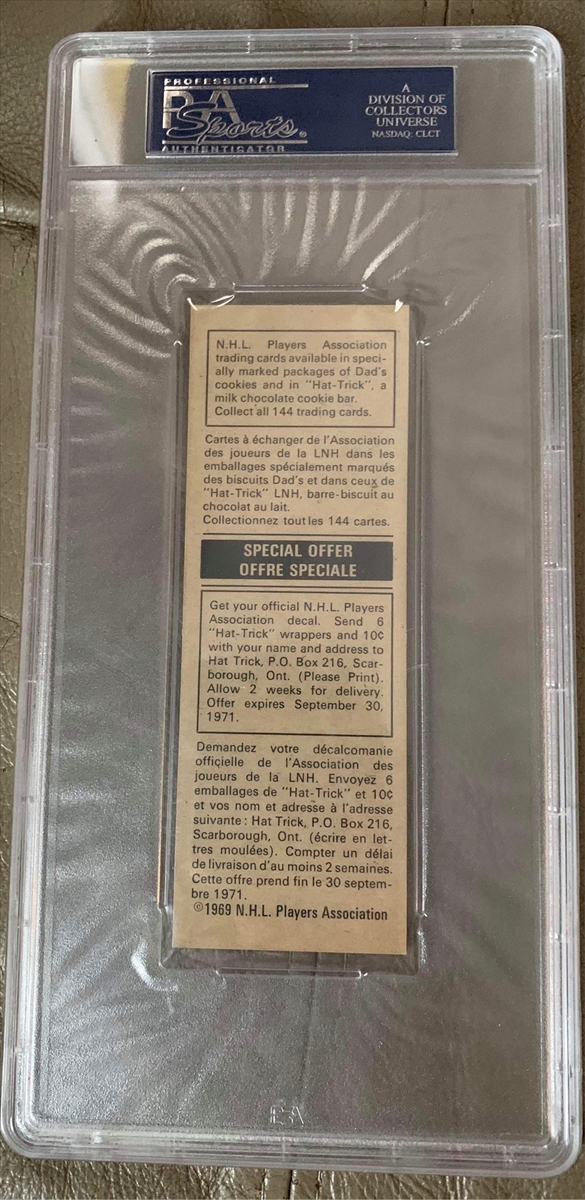 PROFESSIONAL
PSA
Sports®
AUTHENTICATOR
A
DIVISION OF
COLLECTORS
UNIVERSE
NASDAQ: CLCT
N.H.L. Players Association
trading cards available in speci-
ally marked packages of Dad's
cookies and in "Hat-Trick", a
milk chocolate cookie bar.
Collect all 144 trading cards.
Cartes à échanger de l'Association
des joueurs de la LNH dans les
emballages spécialement marqués
des biscuits Dad's et dans ceux de
"Hat-Trick" LNH, barre-biscuit au
chocolat au lait.
Collectionnez tout les 144 cartes.
SPECIAL OFFER
OFFRE SPECIALE
Get your official N.H.L. Players
Association decal. Send 6
"Hat-Trick" wrappers and 10¢
with your name and address to
Hat Trick, P.O. Box 216, Scar-
borough, Ont. (Please Print).
Allow 2 weeks for delivery.
Offer expires September 30,
1971.
Demandez votre décalcomanie
officielle de l'Association des
joueurs de la LNH. Envoyez 6
emballages de "Hat-Trick" et 10¢
et vos nom et adresse à l'adresse
suivante: Hat Trick, P.O. Box 216,
Scarborough, Ont. (écrire en let-
tres moulées). Compter un délai
de livraison d'au moins 2 semaines.
Cette offre prend fin le 30 septem-
bre 1971.
©1969 N.H.L. Players Association
PSA